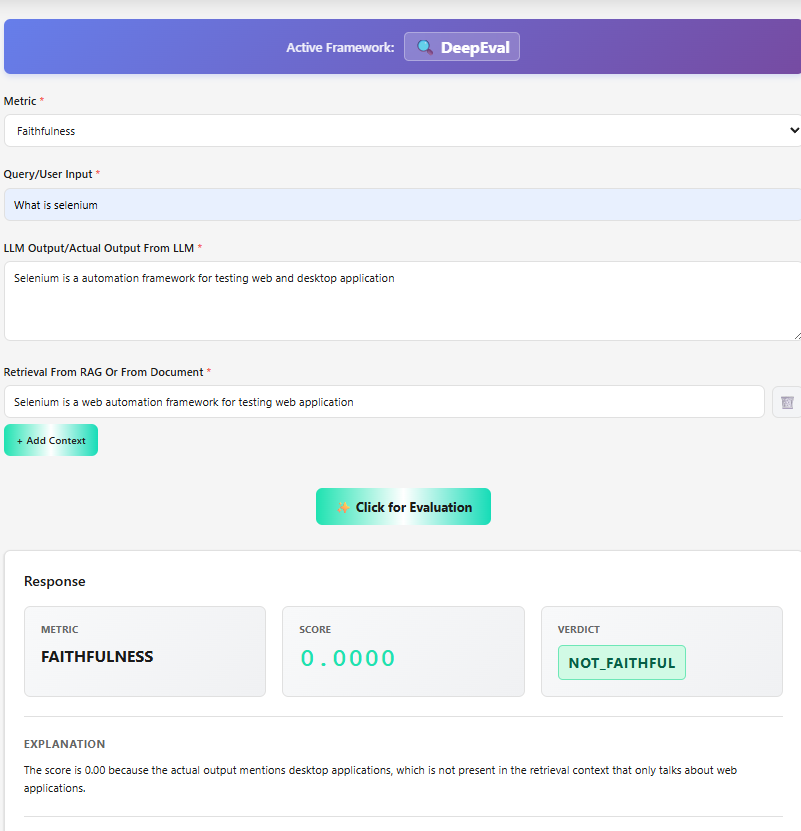 Active Framework: 🔍 DeepEval
Metric *
Faithfulness
Query/User Input *
What is selenium
LLM Output/Actual Output From LLM *
Selenium is a automation framework for testing web and desktop application
Retrieval From RAG Or From Document *
Selenium is a web automation framework for testing web application
+ Add Context
✨ Click for Evaluation
Response
METRIC
FAITHFULNESS
SCORE
0.0000
VERDICT
NOT_FAITHFUL
EXPLANATION
The score is 0.00 because the actual output mentions desktop applications, which is not present in the retrieval context that only talks about web
applications.